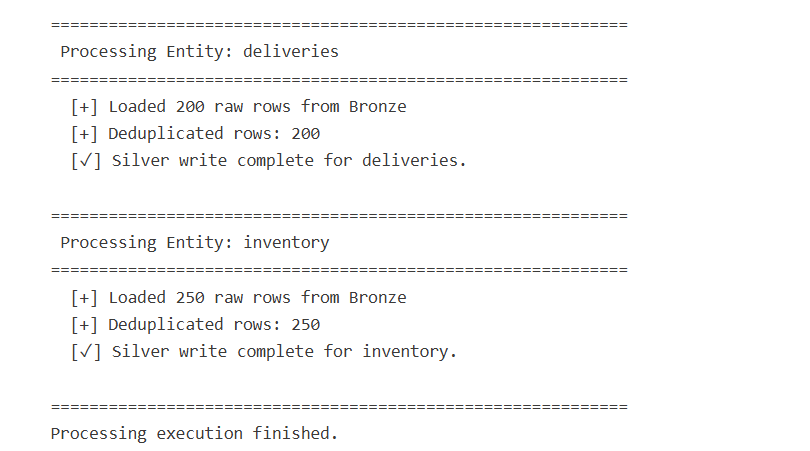 ============================================================
Processing Entity: deliveries
============================================================
[+] Loaded 200 raw rows from Bronze
[+] Deduplicated rows: 200
[✓] Silver write complete for deliveries.
============================================================
Processing Entity: inventory
============================================================
[+] Loaded 250 raw rows from Bronze
[+] Deduplicated rows: 250
[✓] Silver write complete for inventory.
============================================================
Processing execution finished.